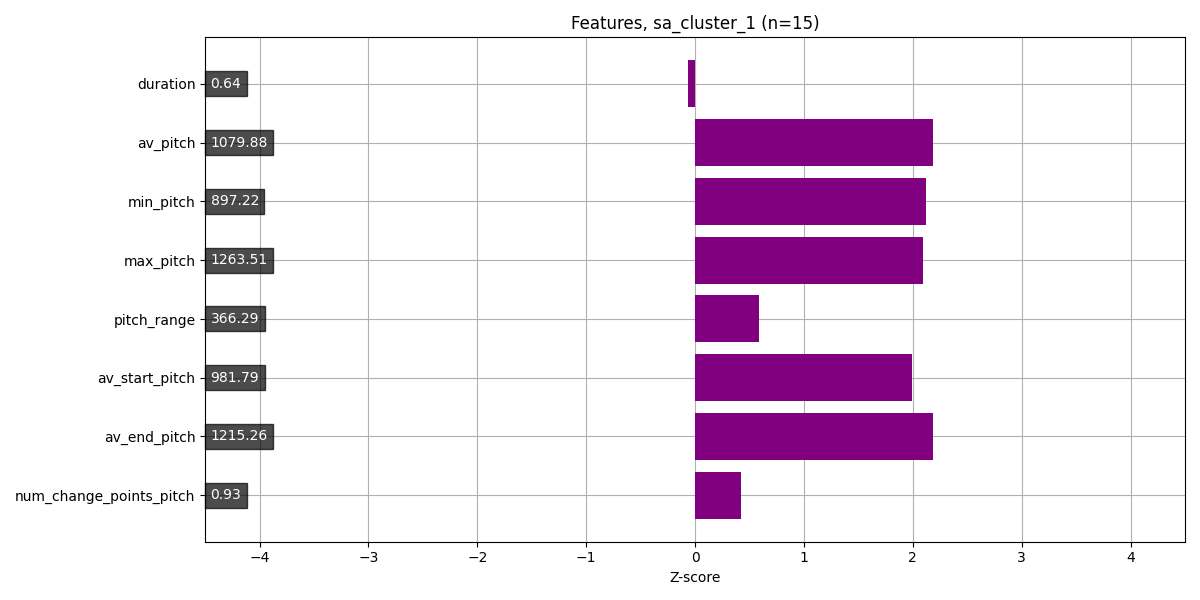 Features, sa_cluster_1 (n=15)
duration 0.64
av_pitch 1079.88
min_pitch 897.22
max_pitch 1263.51
pitch_range 366.29
av_start_pitch 981.79
av_end_pitch 1215.26
num_change_points_pitch 0.93
−4 −3 −2 −1 0 1 2 3 4
Z-score